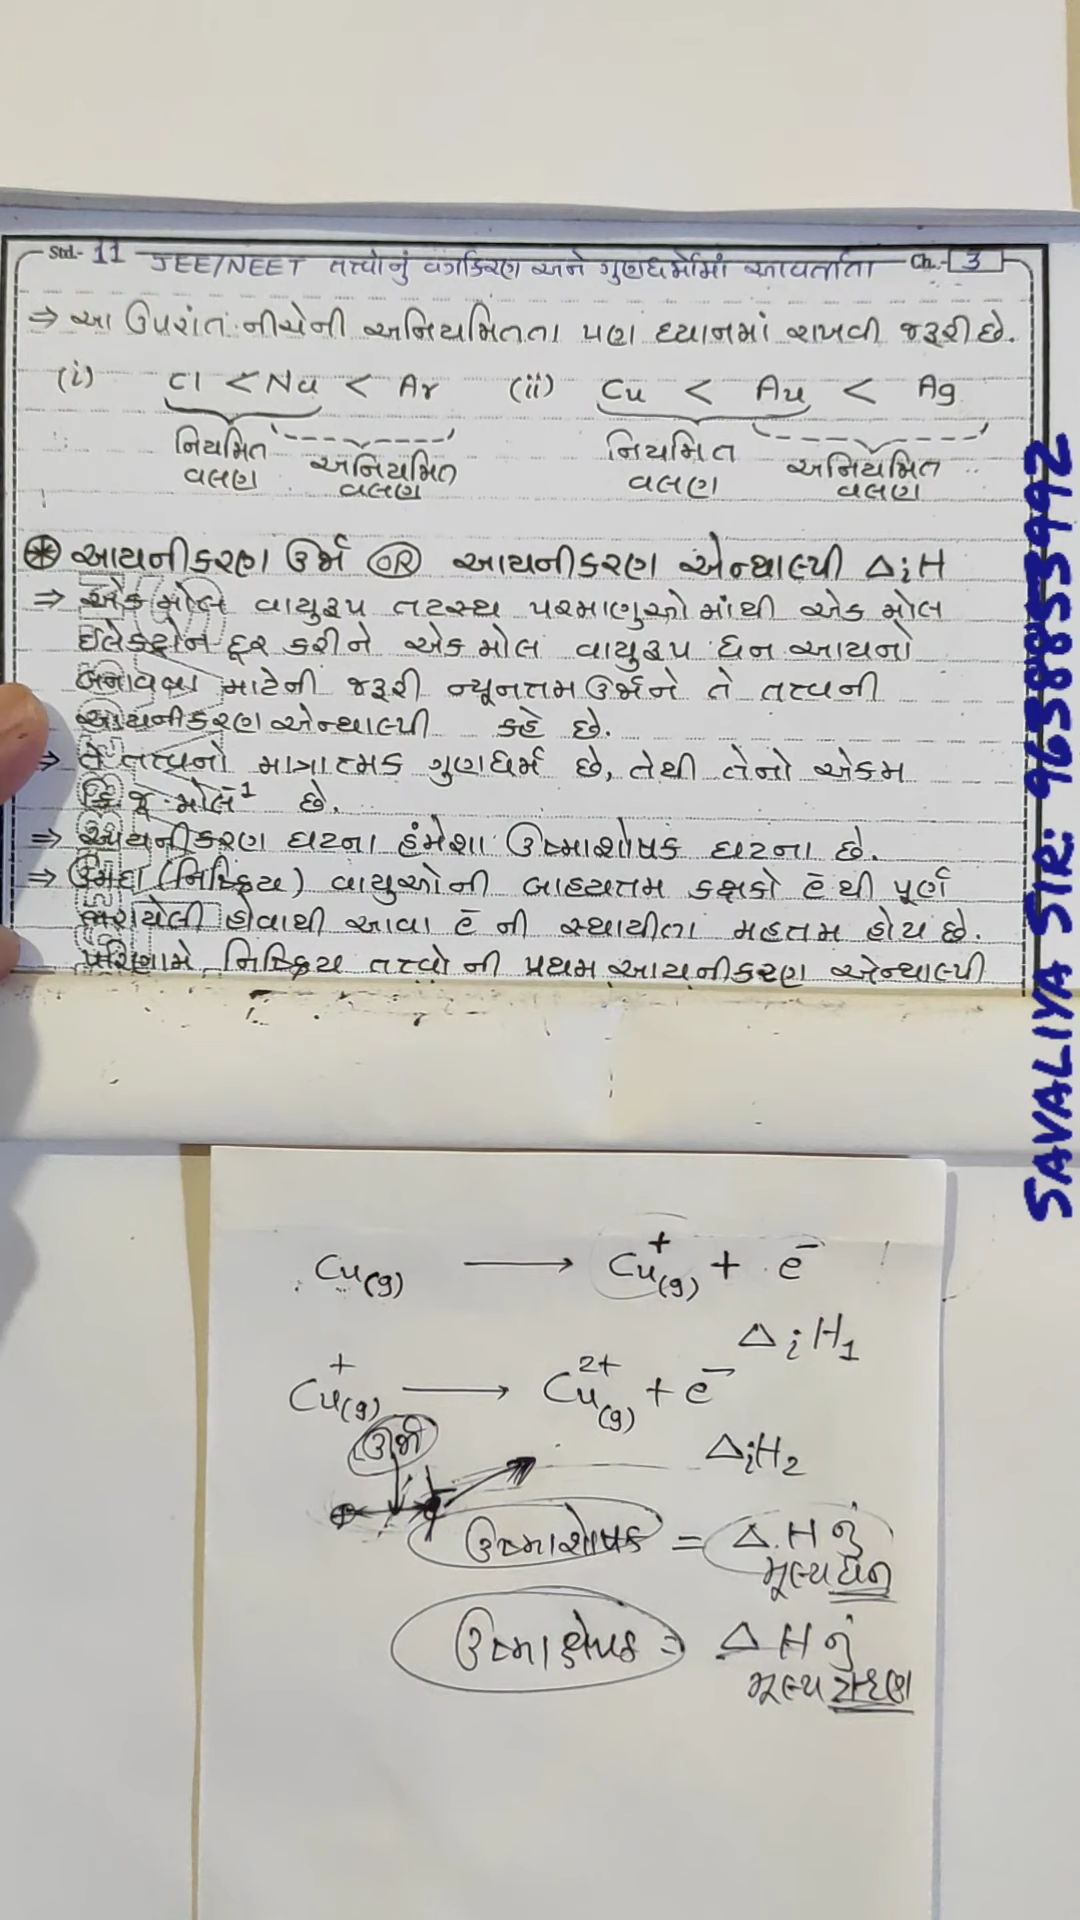 Std.- 11 JEE/NEET તત્ત્વોનું વર્ગીકરણ અને ગુણધર્મોમાં આવર્તીતા Ch.- 3
⇒ આ ઉપરાંત નીચેની અનિયમિતતા પણ ધ્યાનમાં રાખવી જરૂરી છે.
(i) Cl < Na < Ar (ii) Cu < Au < Ag
નિયમિત વલણ અનિયમિત વલણ નિયમિત વલણ અનિયમિત વલણ
⊛ આયનીકરણ ઉર્જા OR આયનીકરણ એન્થાલ્પી ΔiH
⇒ એક મોલ વાયુરૂપ તટસ્થ પરમાણુઓ માંથી એક મોલ
ઇલેક્ટ્રોન દૂર કરીને એક મોલ વાયુરૂપ ધન આયનો
બનાવવા માટેની જરૂરી ન્યૂનત્તમ ઉર્જાને તે તત્ત્વની
આયનીકરણ એન્થાલ્પી કહે છે.
⇒ તે તત્ત્વનો માત્રાત્મક ગુણધર્મ છે, તેથી તેનો એકમ
કિ જૂ મોલ⁻¹ છે.
⇒ આયનીકરણ ઘટના હંમેશા ઉષ્માશોષક ઘટના છે.
⇒ ઉમદા (નિષ્ક્રિય) વાયુઓની બાહ્યતમ કક્ષકો ē થી પૂર્ણ
ભરાયેલી હોવાથી આવા ē ની સ્થાયીતા મહતમ હોય છે.
પરિણામે નિષ્ક્રિય તત્ત્વો ની પ્રથમ આયનીકરણ એન્થાલ્પી
SAVALIYA SIR: 9638853992
Cu(g) ⟶ Cu⁺(g) + e⁻
ΔiH₁
Cu⁺(g) ⟶ Cu²⁺(g) + e⁻
ઉર્જા
ΔiH₂
ઉષ્માશોષક = ΔH નું
મૂલ્ય ધન
ઉષ્માક્ષેપક = ΔH નું
મૂલ્ય ઋણ